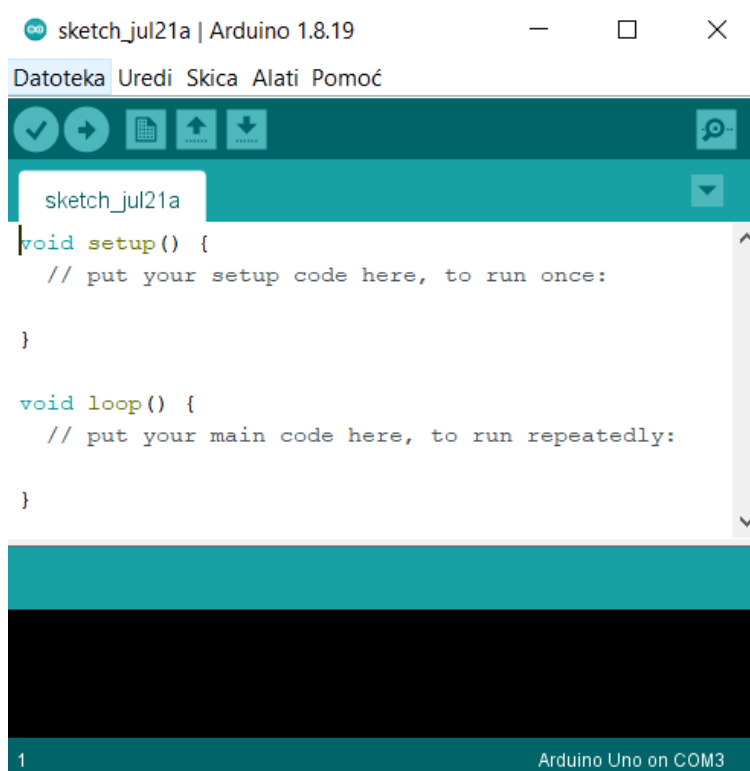 sketch_jul21a | Arduino 1.8.19
Datoteka Uredi Skica Alati Pomoć
sketch_jul21a
void setup() {
  // put your setup code here, to run once:
}
void loop() {
  // put your main code here, to run repeatedly:
}
1 Arduino Uno on COM3